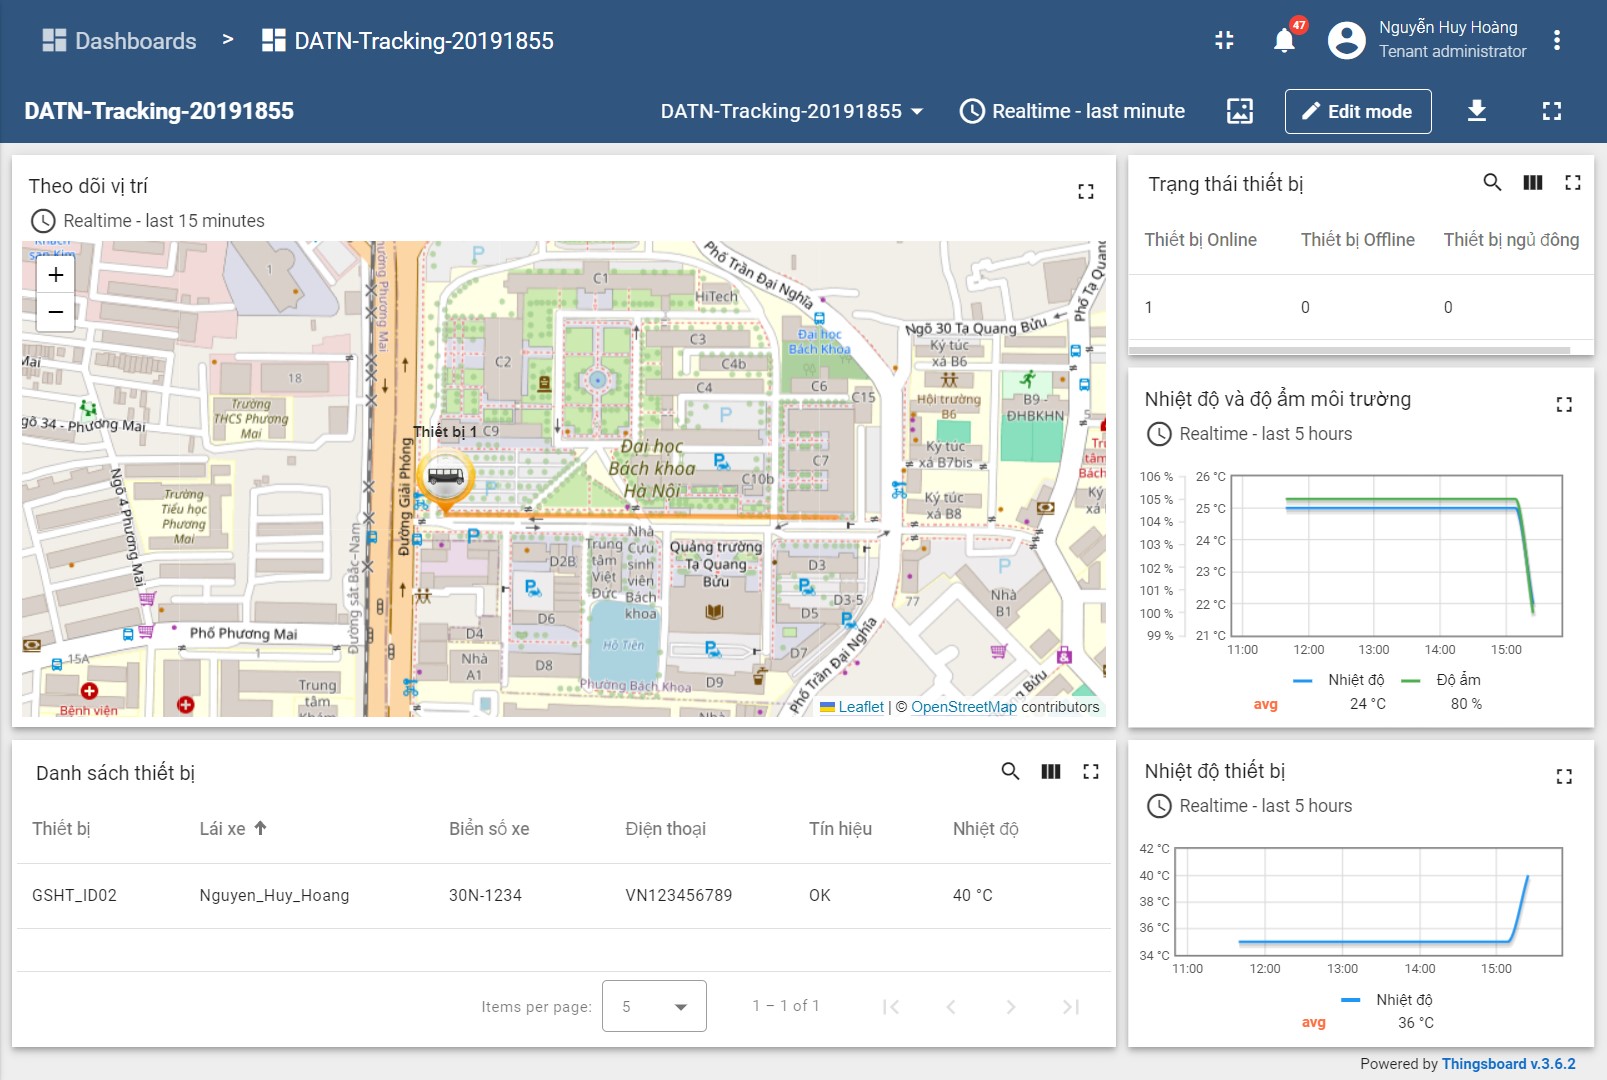 Dashboards > DATN-Tracking-20191855
47
Nguyễn Huy Hoàng
Tenant administrator
DATN-Tracking-20191855
DATN-Tracking-20191855
Realtime - last minute
Edit mode
Theo dõi vị trí
Realtime - last 15 minutes
+
−
san Kim
1
C1
HiTech
Phố Trần Đại Nghĩa
Ngõ 30 Tạ Quang Bửu
Đại học
Bách Khoa
C2
C3
C4b
C4
C6
C15
Ký túc
xá B6
Hội trường
B6
B9 -
ĐHBKHN
18
Trường
THCS Phương
Mai
Thiết bị 1
C9
Đại học
Bách khoa
Hà Nội
C7
C10b
Ký túc
xá B7bis
Ký túc
xá B8
Ngõ 4 Phương Mai
Trường
Tiểu học
Phương
Mai
Đường Giải Phóng
Đường sắt Bắc-Nam
D2B
Trung
tâm
Việt
Đức
Nhà
Cựu
sinh
viên
Bách
khoa
Quảng trường
Tạ Quang
Bửu
D3
D3-5
D5
77
Nhà
B1
D4
D6
Hồ Tiền
D7
Phố Phương Mai
1
15A
Nhà
A1
D8
D9
Phường Bách Khoa
Phố Trần Đại Nghĩa
Bệnh viện
Trung
tâm
Leaflet | © OpenStreetMap contributors
Trạng thái thiết bị
Thiết bị Online Thiết bị Offline Thiết bị ngủ đông
1 0 0
Nhiệt độ và độ ẩm môi trường
Realtime - last 5 hours
106 % 26 °C
105 % 25 °C
104 % 24 °C
103 % 23 °C
102 %
101 % 22 °C
100 %
99 % 21 °C
11:00 12:00 13:00 14:00 15:00
Nhiệt độ Độ ẩm
avg 24 °C 80 %
Danh sách thiết bị
Thiết bị Lái xe Biển số xe Điện thoại Tín hiệu Nhiệt độ
GSHT_ID02 Nguyen_Huy_Hoang 30N-1234 VN123456789 OK 40 °C
Items per page: 5 1 – 1 of 1
Nhiệt độ thiết bị
Realtime - last 5 hours
42 °C
40 °C
38 °C
36 °C
34 °C
11:00 12:00 13:00 14:00 15:00
Nhiệt độ
avg 36 °C
Powered by Thingsboard v.3.6.2